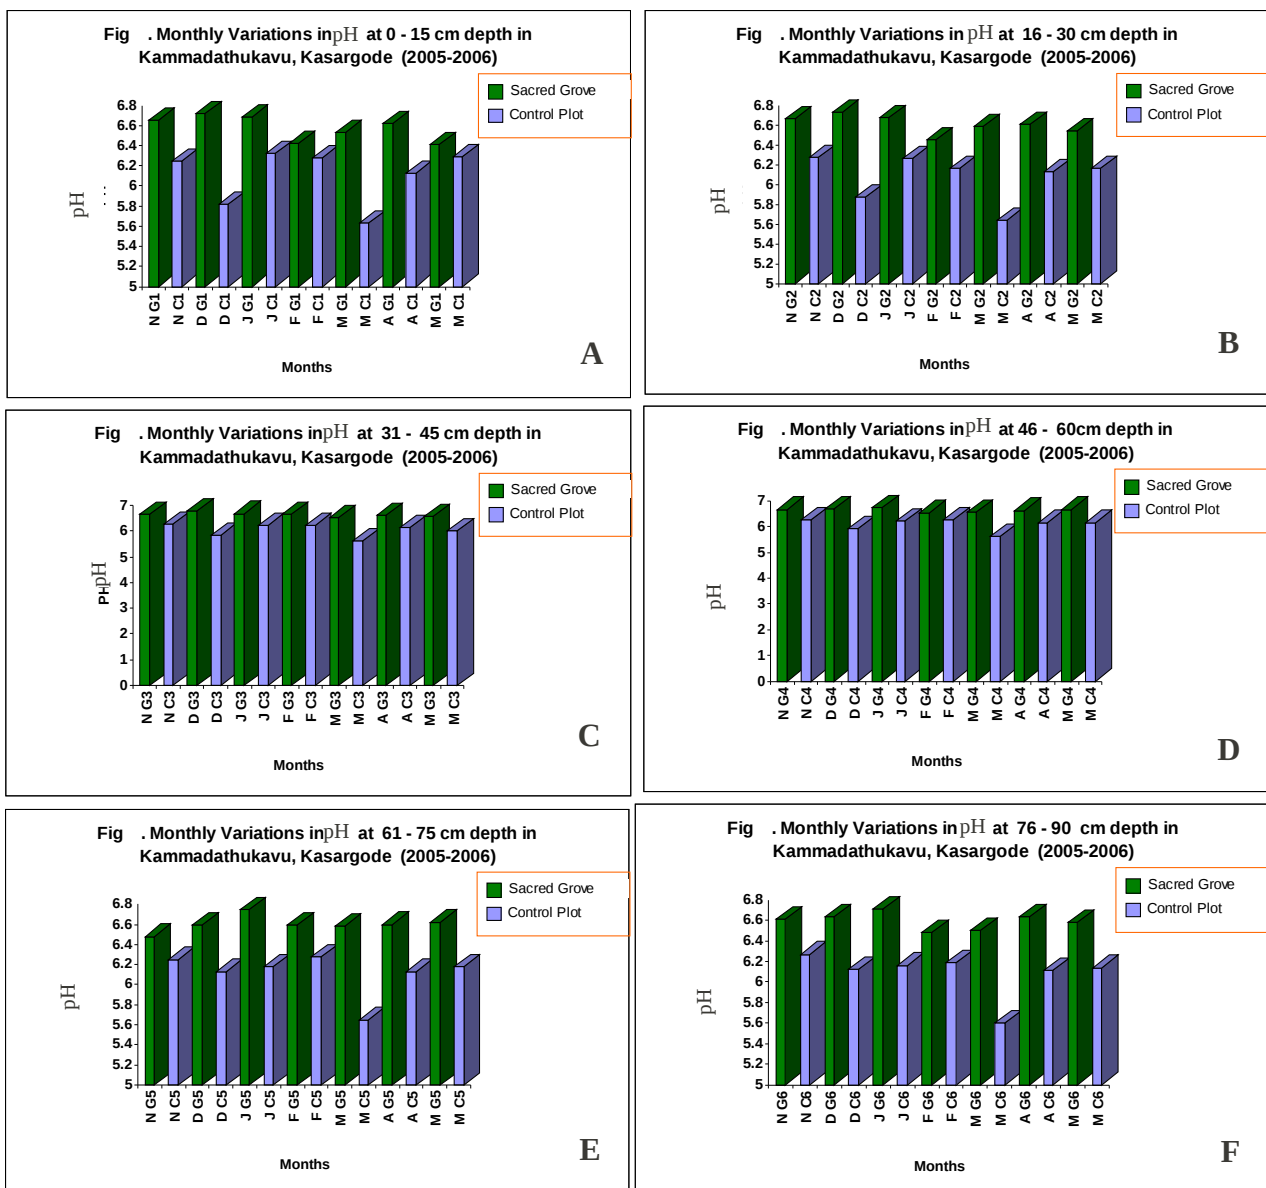 Fig . Monthly Variations in pH at 0 - 15 cm depth in
Kammadathukavu, Kasargode (2005-2006)
Sacred Grove
Control Plot
6.8
6.6
6.4
6.2
6
5.8
5.6
5.4
5.2
5
pH
N G1
N C1
D G1
D C1
J G1
J C1
F G1
F C1
M G1
M C1
A G1
A C1
M G1
M C1
Months
A
Fig . Monthly Variations in pH at 16 - 30 cm depth in
Kammadathukavu, Kasargode (2005-2006)
Sacred Grove
Control Plot
6.8
6.6
6.4
6.2
6
5.8
5.6
5.4
5.2
5
pH
N G2
N C2
D G2
D C2
J G2
J C2
F G2
F C2
M G2
M C2
A G2
A C2
M G2
M C2
Months
B
Fig . Monthly Variations in pH at 31 - 45 cm depth in
Kammadathukavu, Kasargode (2005-2006)
Sacred Grove
Control Plot
7
6
5
4
3
2
1
0
PH pH
N G3
N C3
D G3
D C3
J G3
J C3
F G3
F C3
M G3
M C3
A G3
A C3
M G3
M C3
Months
C
Fig . Monthly Variations in pH at 46 - 60cm depth in
Kammadathukavu, Kasargode (2005-2006)
Sacred Grove
Control Plot
7
6
5
4
3
2
1
0
pH
N G4
N C4
D G4
D C4
J G4
J C4
F G4
F C4
M G4
M C4
A G4
A C4
M G4
M C4
Months
D
Fig . Monthly Variations in pH at 61 - 75 cm depth in
Kammadathukavu, Kasargode (2005-2006)
Sacred Grove
Control Plot
6.8
6.6
6.4
6.2
6
5.8
5.6
5.4
5.2
5
pH
N G5
N C5
D G5
D C5
J G5
J C5
F G5
F C5
M G5
M C5
A G5
A C5
M G5
M C5
Months
E
Fig . Monthly Variations in pH at 76 - 90 cm depth in
Kammadathukavu, Kasargode (2005-2006)
Sacred Grove
Control Plot
6.8
6.6
6.4
6.2
6
5.8
5.6
5.4
5.2
5
pH
N G6
N C6
D G6
D C6
J G6
J C6
F G6
F C6
M G6
M C6
A G6
A C6
M G6
M C6
Months
F